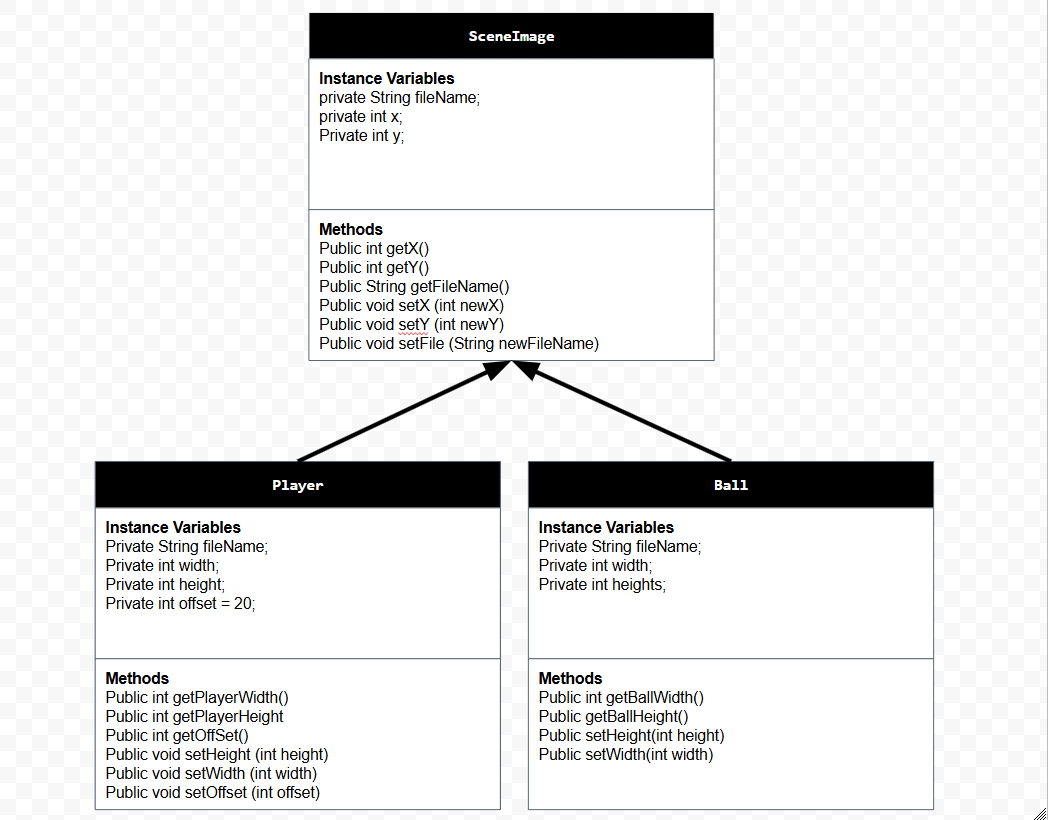 SceneImage
Instance Variables
private String fileName;
private int x;
Private int y;
Methods
Public int getX()
Public int getY()
Public String getFileName()
Public void setX (int newX)
Public void setY (int newY)
Public void setFile (String newFileName)
Player
Instance Variables
Private String fileName;
Private int width;
Private int height;
Private int offset = 20;
Methods
Public int getPlayerWidth()
Public int getPlayerHeight
Public int getOffSet()
Public void setHeight (int height)
Public void setWidth (int width)
Public void setOffset (int offset)
Ball
Instance Variables
Private String fileName;
Private int width;
Private int heights;
Methods
Public int getBallWidth()
Public getBallHeight()
Public setHeight(int height)
Public setWidth(int width)